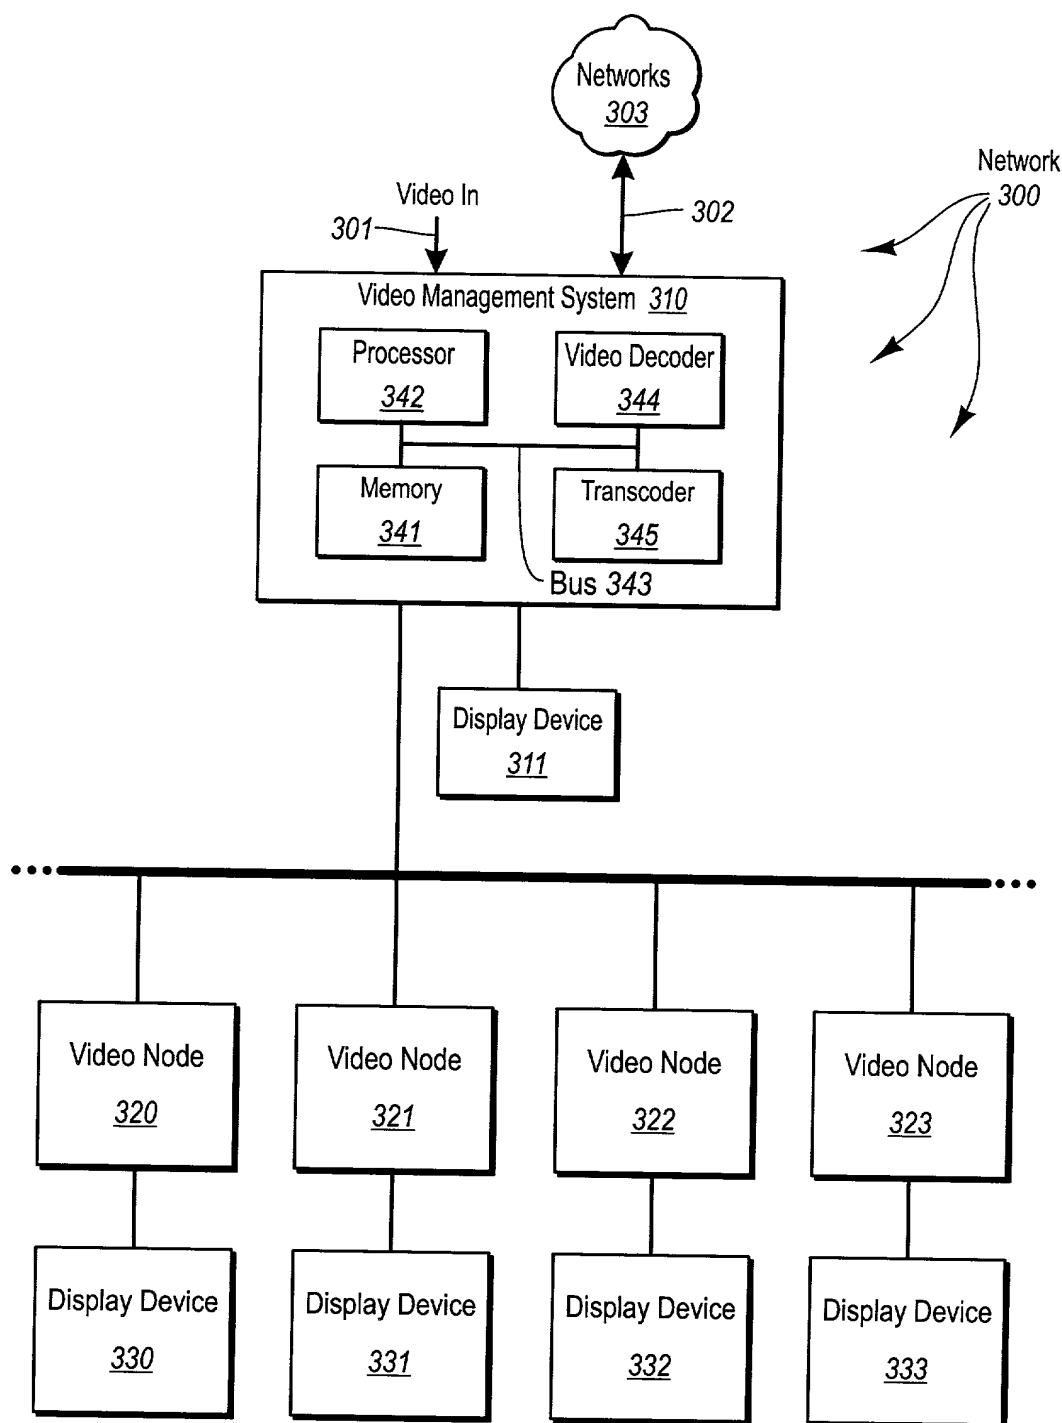 Networks
303
Network
300
Video In
301
302
Video Management System 310
Processor
342
Video Decoder
344
Memory
341
Transcoder
345
Bus 343
Display Device
311
Video Node
320
Video Node
321
Video Node
322
Video Node
323
Display Device
330
Display Device
331
Display Device
332
Display Device
333